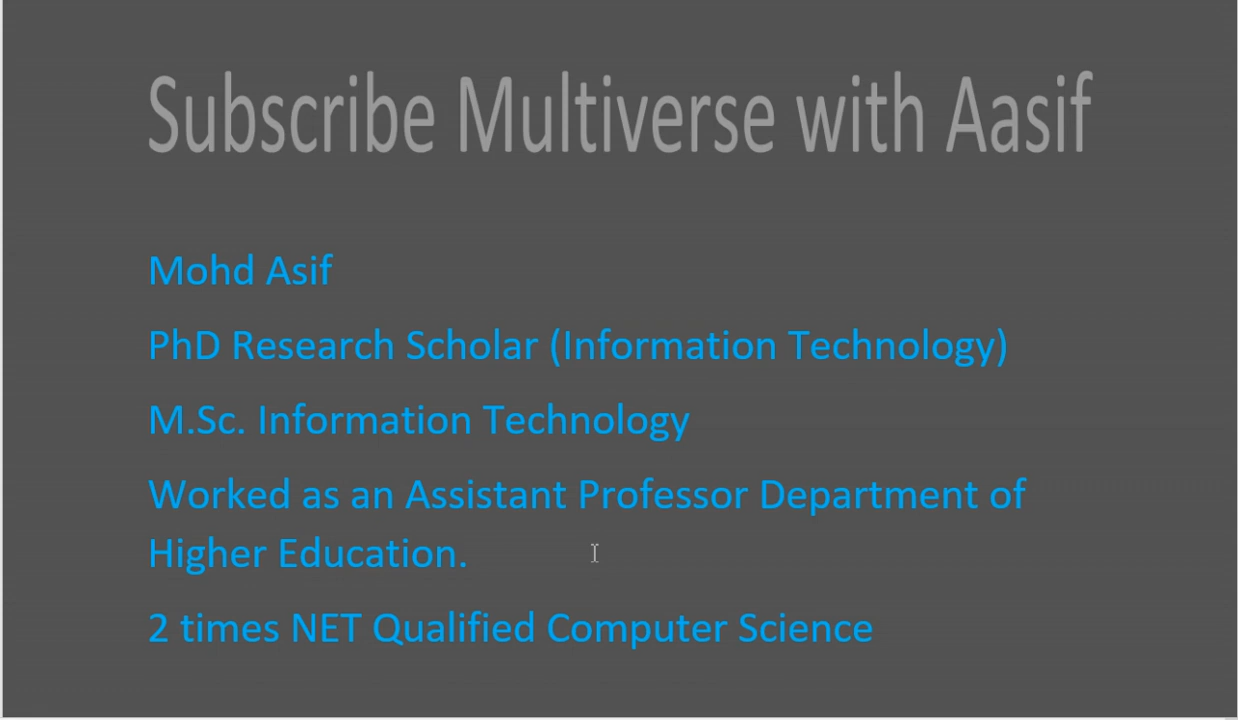 Subscribe Multiverse with Aasif
Mohd Asif
PhD Research Scholar (Information Technology)
M.Sc. Information Technology
Worked as an Assistant Professor Department of
Higher Education.
2 times NET Qualified Computer Science